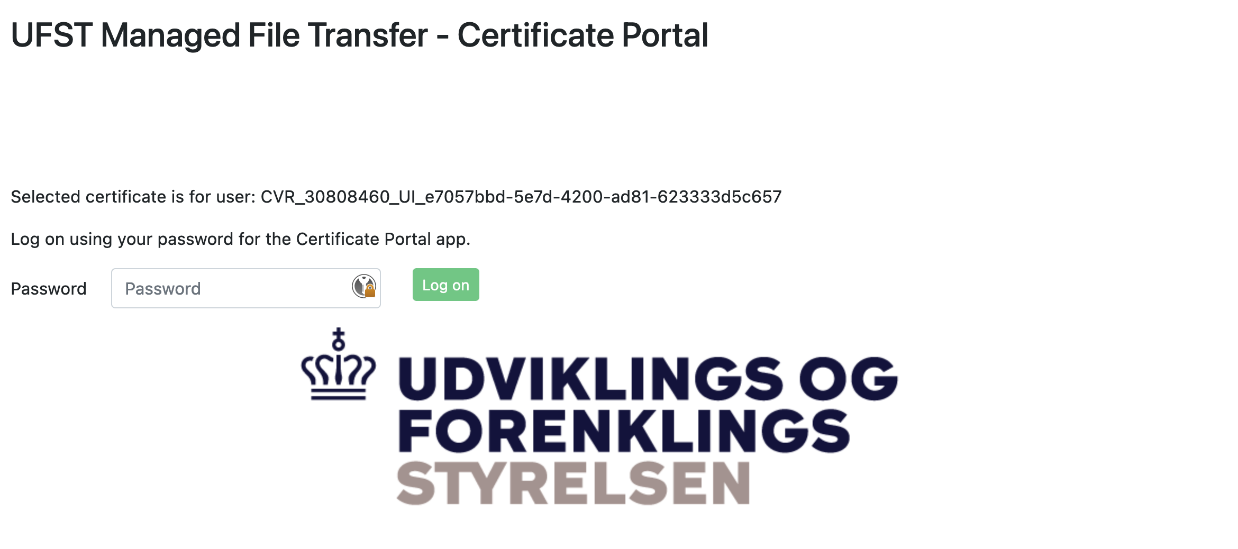 UFST Managed File Transfer - Certificate Portal
Selected certificate is for user: CVR_30808460_UI_e7057bbd-5e7d-4200-ad81-623333d5c657
Log on using your password for the Certificate Portal app.
Password Password Log on
UDVIKLINGS OG
FORENKLINGS
STYRELSEN